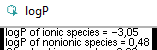 logP
logP of ionic species = -3,05
logP of nonionic species = 0,48